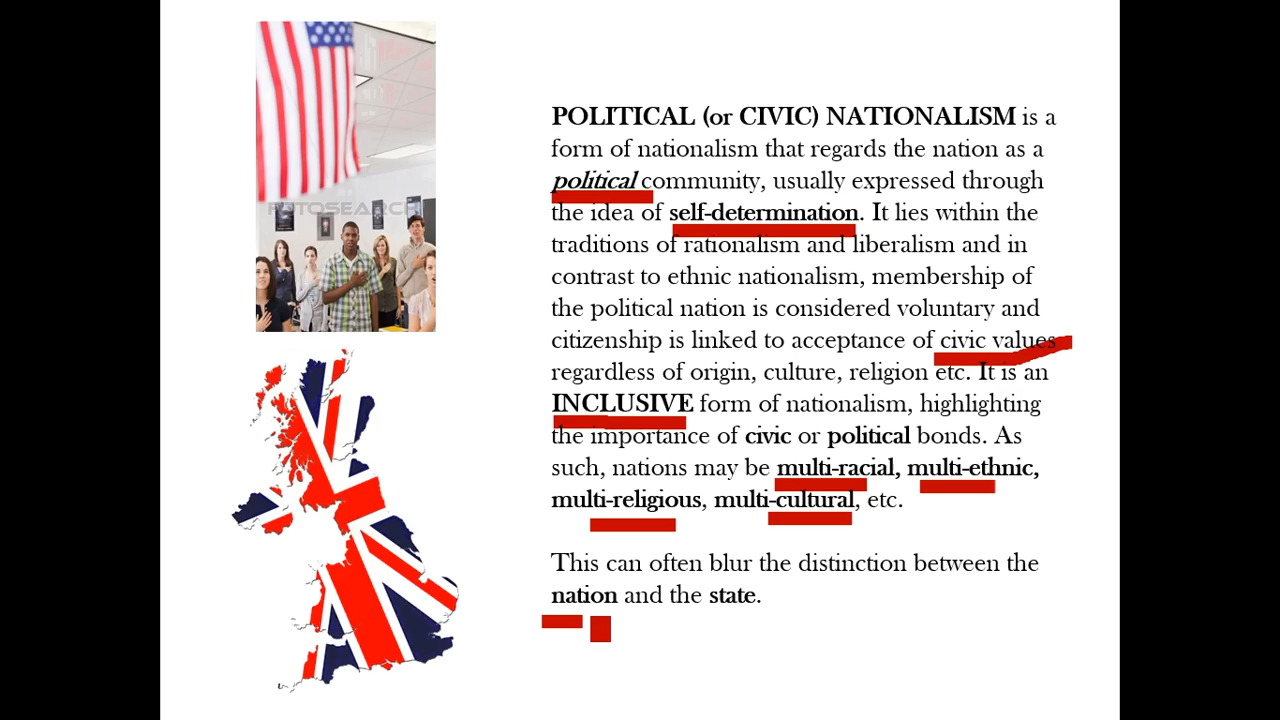 FOTOSEARCH
POLITICAL (or CIVIC) NATIONALISM is a
form of nationalism that regards the nation as a
political community, usually expressed through
the idea of self-determination. It lies within the
traditions of rationalism and liberalism and in
contrast to ethnic nationalism, membership of
the political nation is considered voluntary and
citizenship is linked to acceptance of civic values
regardless of origin, culture, religion etc. It is an
INCLUSIVE form of nationalism, highlighting
the importance of civic or political bonds. As
such, nations may be multi-racial, multi-ethnic,
multi-religious, multi-cultural, etc.
This can often blur the distinction between the
nation and the state.